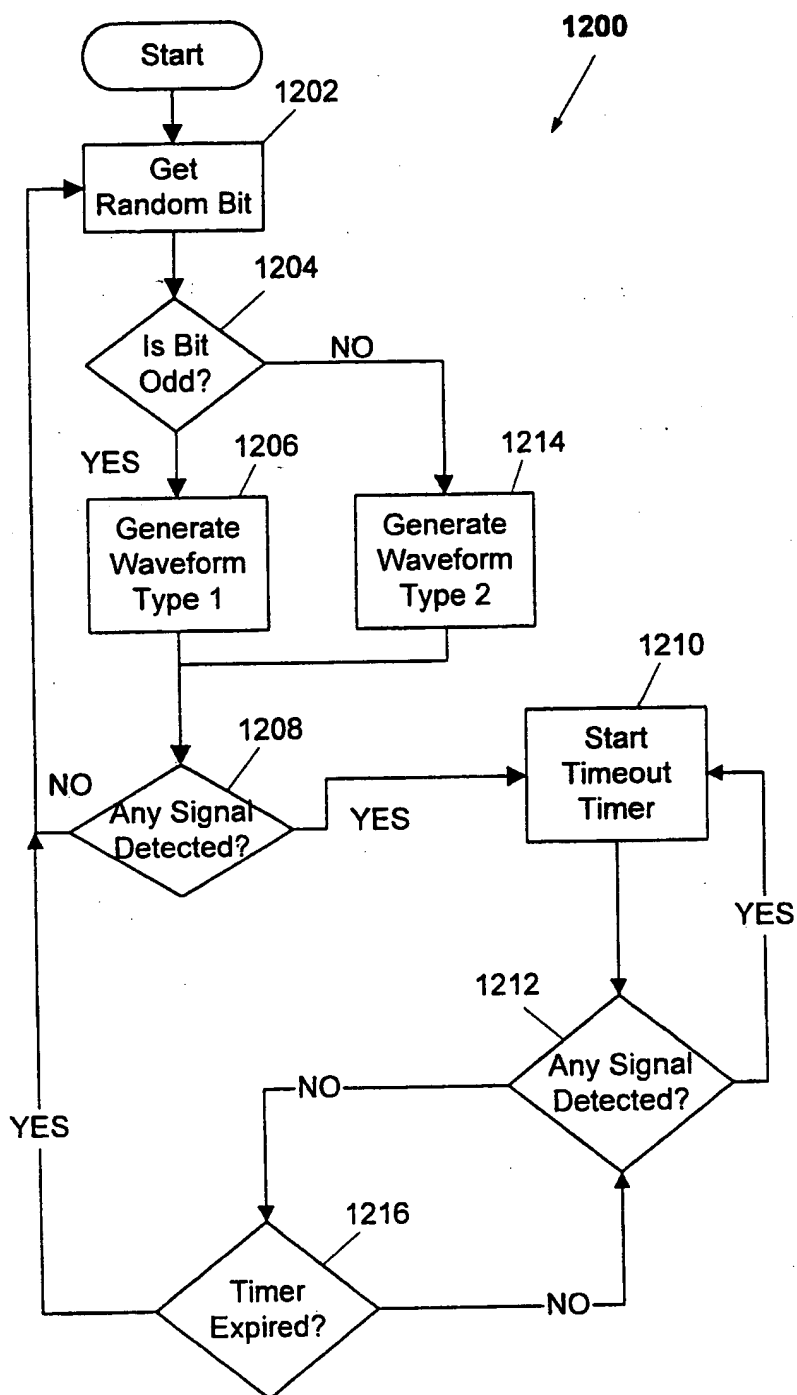 1200
Start
1202
Get
Random Bit
1204
Is Bit
Odd?
NO
YES
1206
1214
Generate
Waveform
Type 1
Generate
Waveform
Type 2
1210
1208
Start
Timeout
Timer
NO
Any Signal
Detected?
YES
YES
1212
Any Signal
Detected?
NO
YES
1216
Timer
Expired?
NO